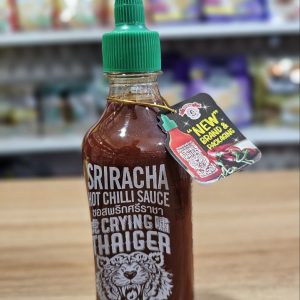 SRIRACHA
HOT CHILLI SAUCE
ซอสพริกศรีราชา
CRYING
THAIGER
"NEW"
BRAND &
PACKAGING